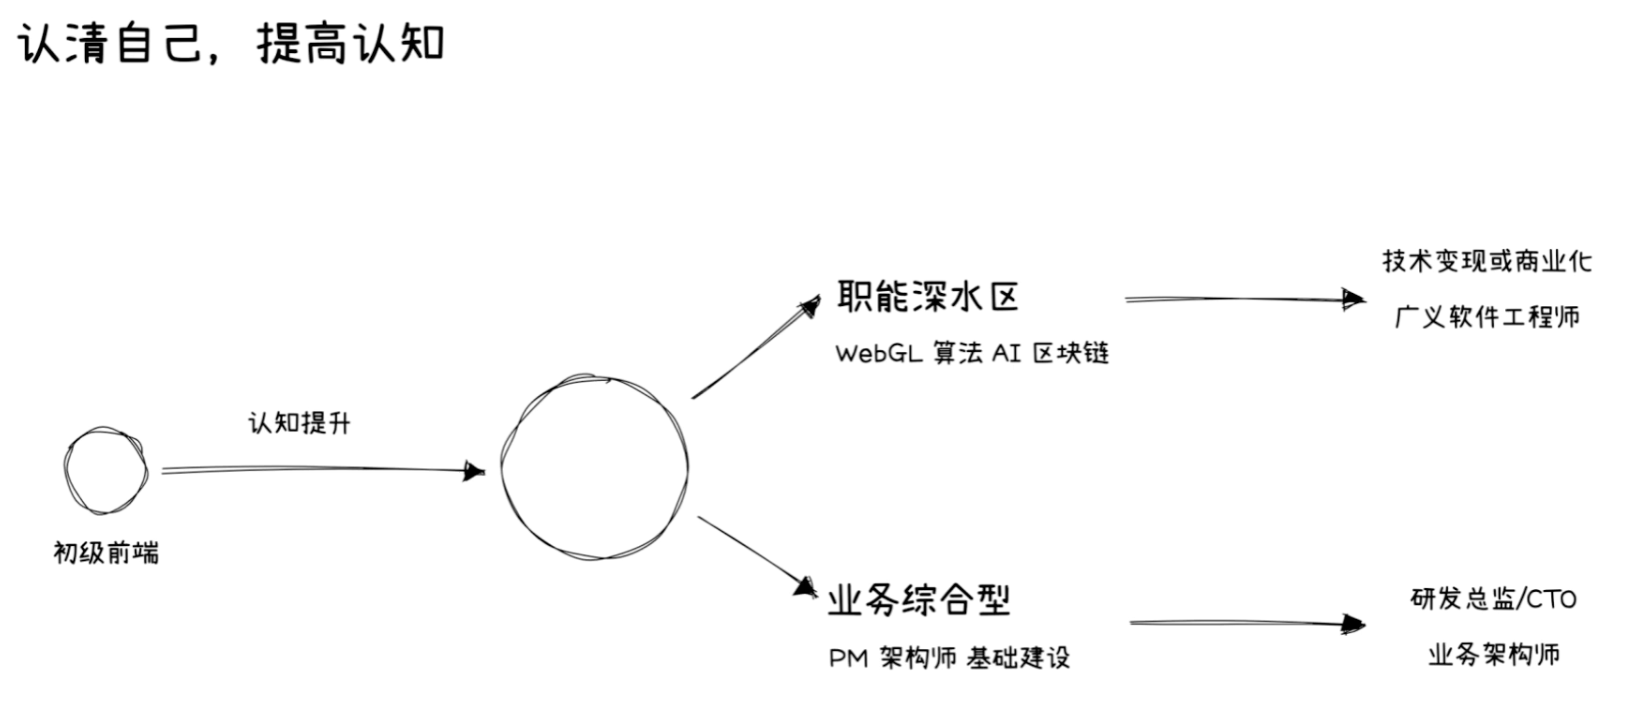 认清自己，提高认知
技术变现或商业化
职能深水区
广义软件工程师
WebGL 算法 AI 区块链
认知提升
初级前端
业务综合型
研发总监/CTO
PM 架构师 基础建设
业务架构师